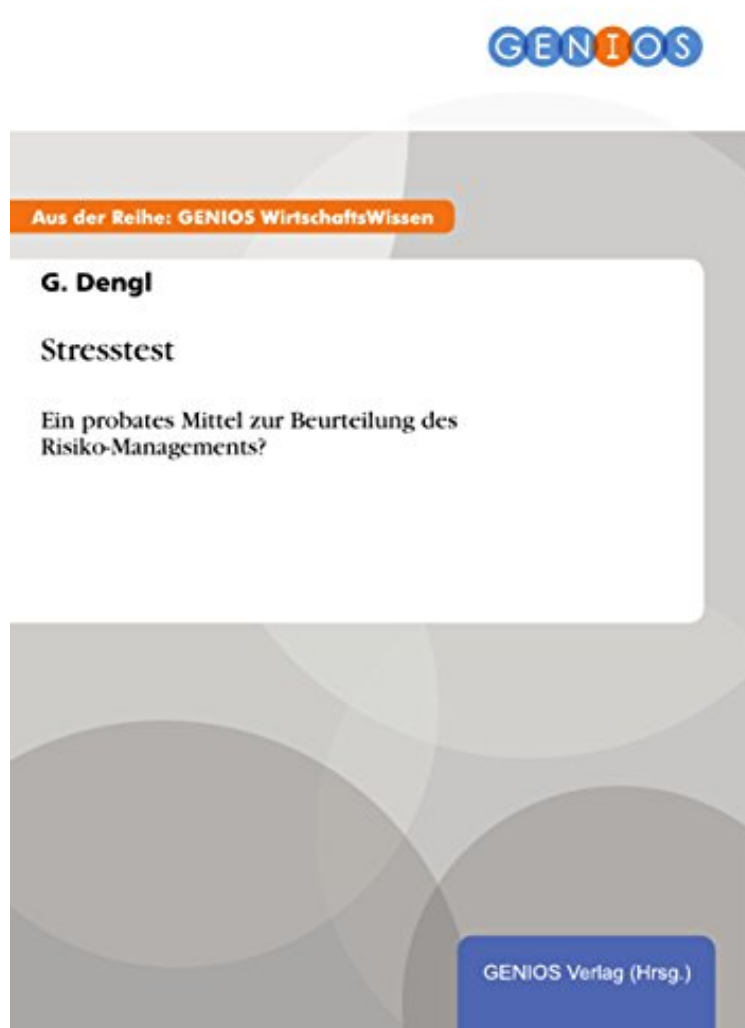 GENIOS
Aus der Reihe: GENIOS WirtschaftsWissen
G. Dengl
Stresstest
Ein probates Mittel zur Beurteilung des
Risiko-Managements?
GENIOS Verlag (Hrsg.)